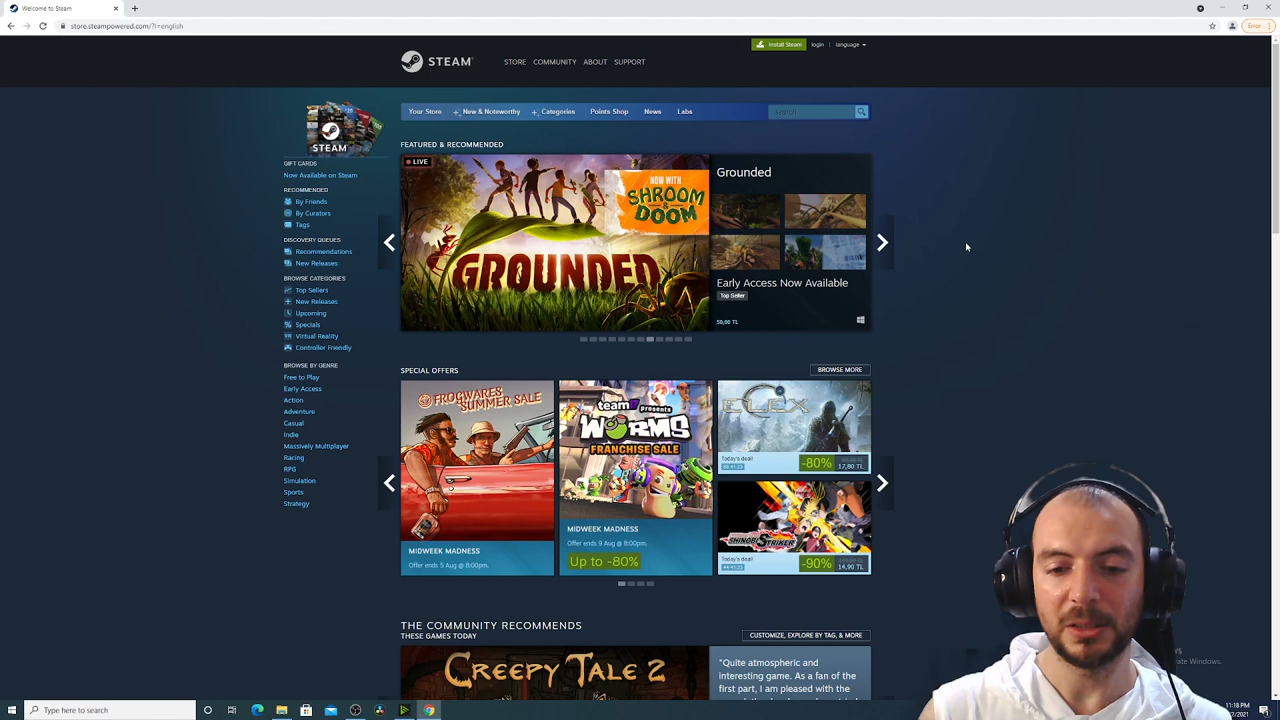 Welcome to Steam
store.steampowered.com/?l=english
Error
Install Steam
login | language
STEAM
STORE COMMUNITY ABOUT SUPPORT
Your Store New & Noteworthy Categories Points Shop News Labs
search
STEAM
GIFT CARDS
Now Available on Steam
RECOMMENDED
By Friends
By Curators
Tags
DISCOVERY QUEUES
Recommendations
New Releases
BROWSE CATEGORIES
Top Sellers
New Releases
Upcoming
Specials
Virtual Reality
Controller Friendly
BROWSE BY GENRE
Free to Play
Early Access
Action
Adventure
Casual
Indie
Massively Multiplayer
Racing
RPG
Simulation
Sports
Strategy
FEATURED & RECOMMENDED
LIVE
NOW WITH
SHROOM & DOOM
GROUNDED
Grounded
Early Access Now Available
Top Seller
50,00 TL
SPECIAL OFFERS
BROWSE MORE
FROGWARES SUMMER SALE
MIDWEEK MADNESS
Offer ends 5 Aug @ 8:00pm.
team17 presents
WORMS
FRANCHISE SALE
MIDWEEK MADNESS
Offer ends 9 Aug @ 8:00pm.
Up to -80%
ELEX
Today's deal!
-80%
17,80 TL
SHINOBI STRIKER
Today's deal!
-90%
14,90 TL
THE COMMUNITY RECOMMENDS
THESE GAMES TODAY
CUSTOMIZE, EXPLORE BY TAG, & MORE
CREEPY TALE 2
"Quite atmospheric and
interesting game. As a fan of the
first part, I am pleased with the
Windows.
Type here to search
11:18 PM